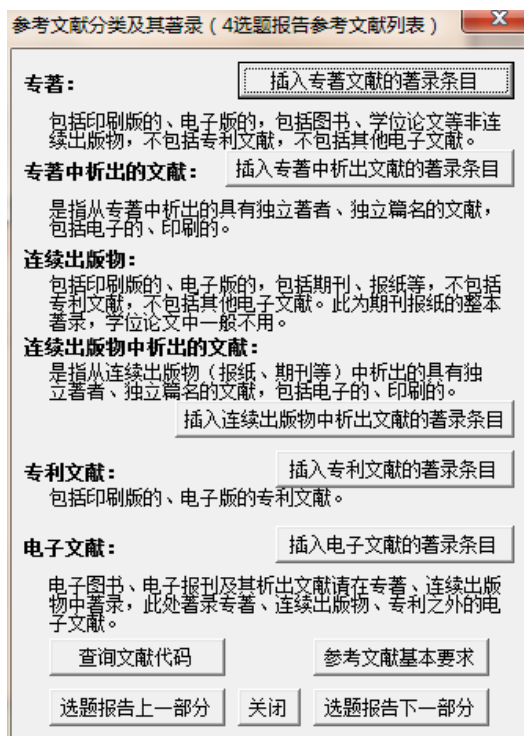 参考文献分类及其著录（4选题报告参考文献列表）
专著：
插入专著文献的著录条目
包括印刷版的、电子版的，包括图书、学位论文等非连
续出版物，不包括专利文献，不包括其他电子文献。
专著中析出的文献：
插入专著中析出文献的著录条目
是指从专著中析出的具有独立著者、独立篇名的文献，
包括电子的、印刷的。
连续出版物：
包括印刷版的、电子版的，包括期刊、报纸等，不包括
专利文献，不包括其他电子文献。此为期刊报纸的整本
著录，学位论文中一般不用。
连续出版物中析出的文献：
是指从连续出版物（报纸、期刊等）中析出的具有独
立著者、独立篇名的文献，包括电子的、印刷的。
插入连续出版物中析出文献的著录条目
专利文献：
插入专利文献的著录条目
包括印刷版的、电子版的专利文献。
电子文献：
插入电子文献的著录条目
电子图书、电子报刊及其析出文献请在专著、连续出版
物中著录，此处著录专著、连续出版物、专利之外的电
子文献。
查询文献代码
参考文献基本要求
选题报告上一部分
关闭
选题报告下一部分